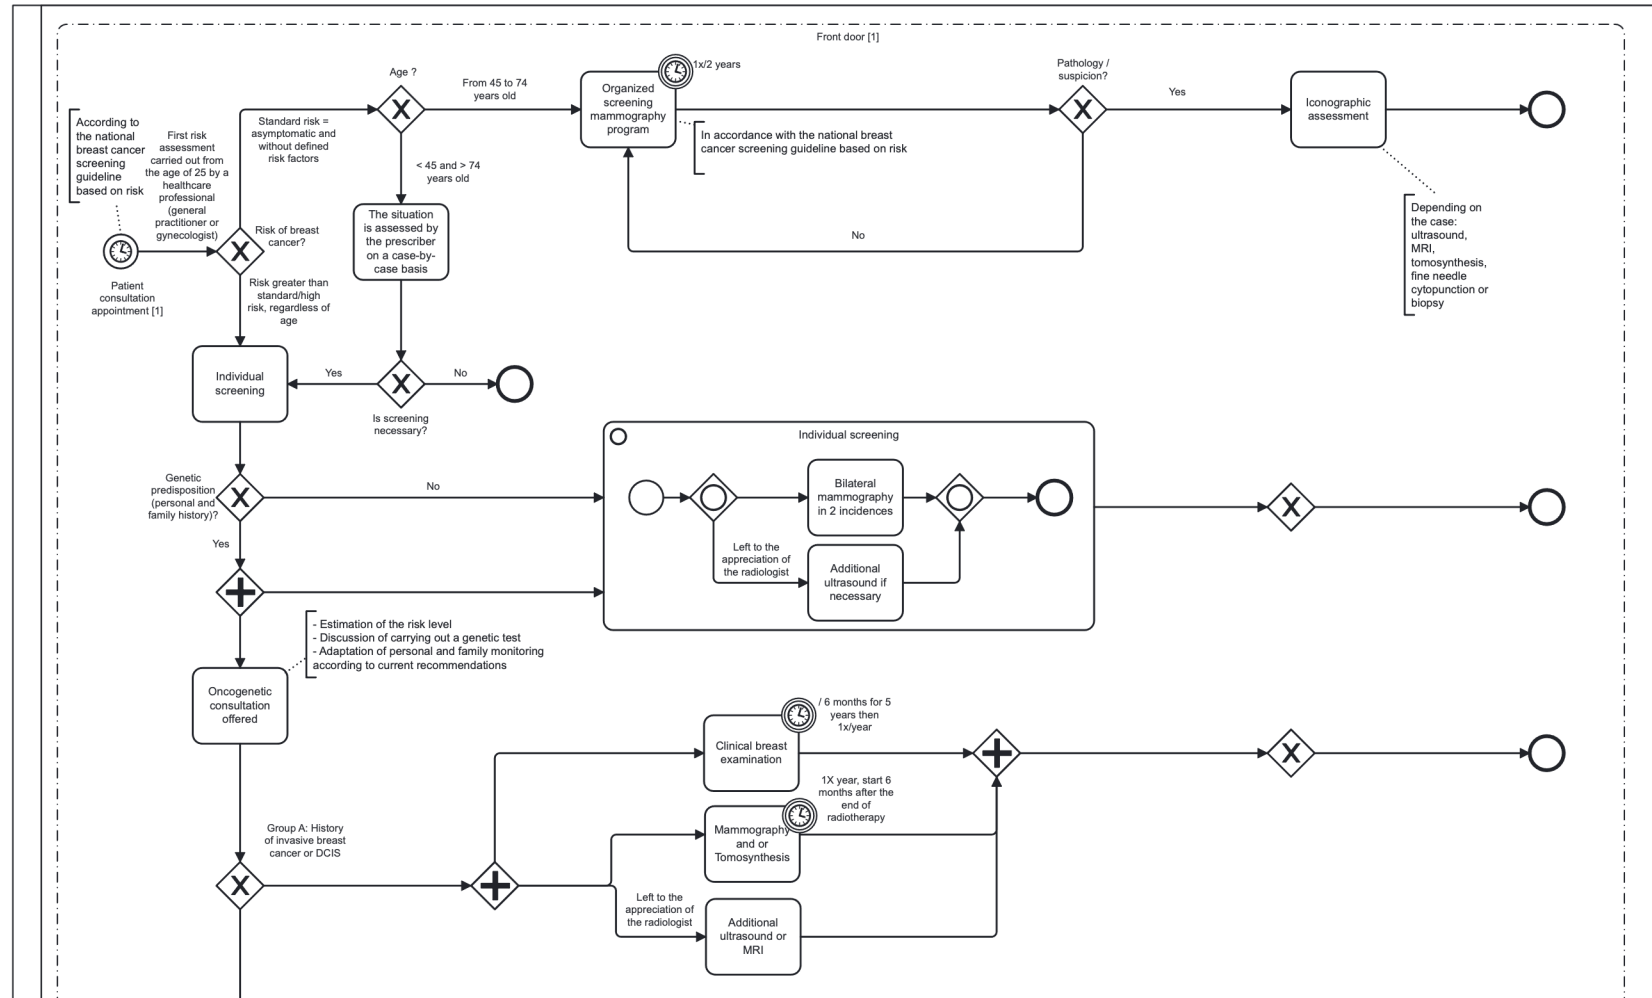 Front door [1]
Age ?
From 45 to 74
years old
1x/2 years
Organized
screening
mammography
program
Pathology /
suspicion?
Yes
Iconographic
assessment
According to
the national
breast cancer
screening
guideline
based on risk
First risk
assessment
carried out from
the age of 25 by a
healthcare
professional
(general
practitioner or
gynecologist)
Standard risk =
asymptomatic and
without defined
risk factors
In accordance with the national breast
cancer screening guideline based on risk
< 45 and > 74
years old
The situation
is assessed by
the prescriber
on a case-by-
case basis
Risk of breast
cancer?
No
Depending on
the case:
ultrasound,
MRI,
tomosynthesis,
fine needle
cytopunction or
biopsy
Patient
consultation
appointment [1]
Risk greater than
standard/high
risk, regardless of
age
Individual
screening
Yes
No
Is screening
necessary?
Individual screening
Genetic
predisposition
(personal and
family history)?
No
Bilateral
mammography
in 2 incidences
Yes
Left to the
appreciation of
the radiologist
Additional
ultrasound if
necessary
- Estimation of the risk level
- Discussion of carrying out a genetic test
- Adaptation of personal and family monitoring
according to current recommendations
Oncogenetic
consultation
offered
/ 6 months for 5
years then
1x/year
Clinical breast
examination
1X year, start 6
months after the
end of
radiotherapy
Mammography
and or
Tomosynthesis
Group A: History
of invasive breast
cancer or DCIS
Left to the
appreciation of
the radiologist
Additional
ultrasound or
MRI